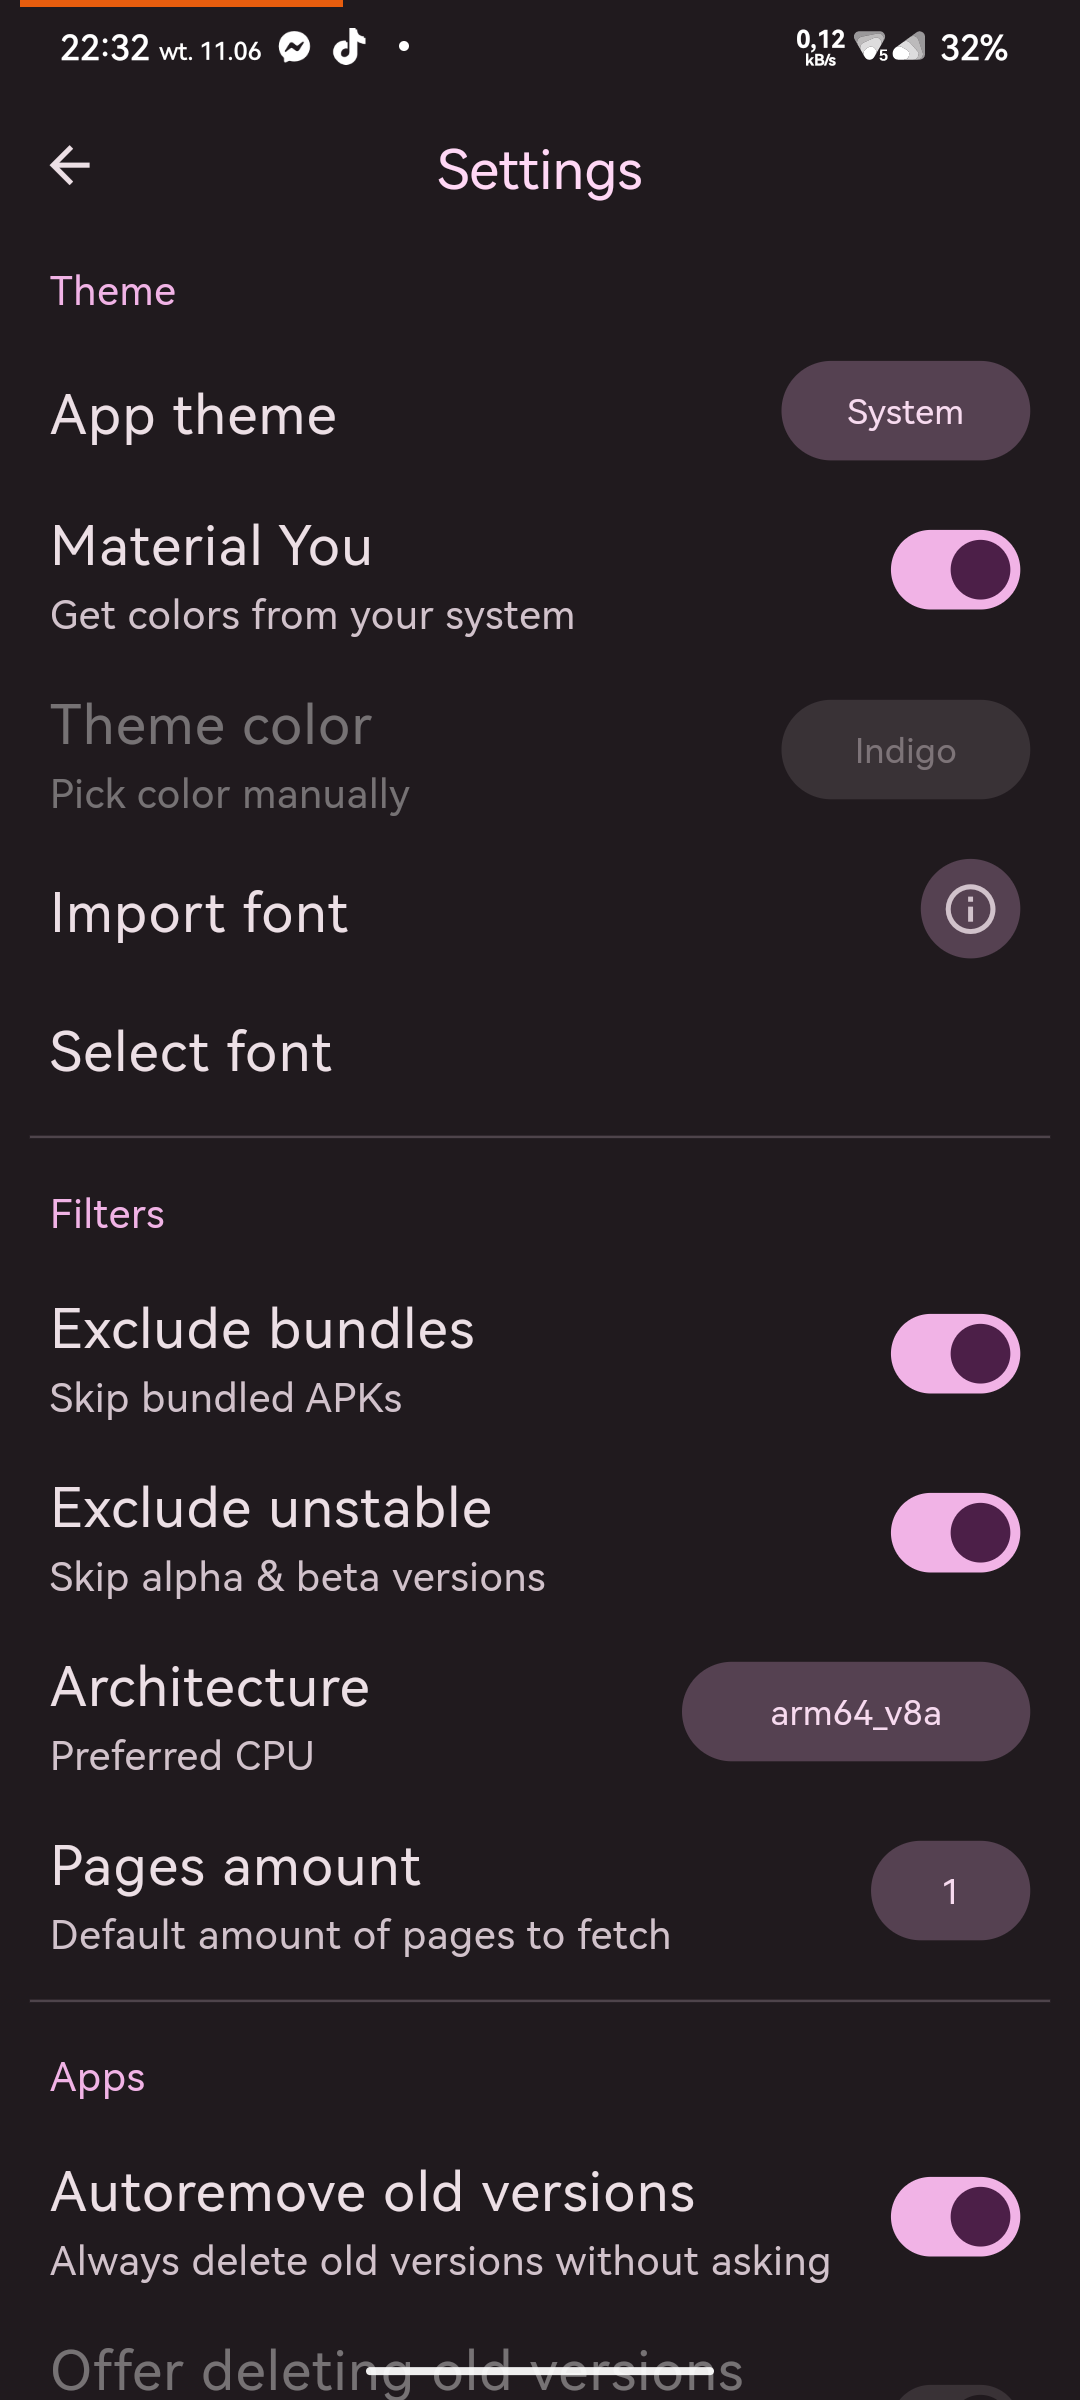 22:32 wt. 11.06
0,12 kB/s 5 32%
Settings
Theme
App theme
System
Material You
Get colors from your system
Theme color
Pick color manually
Indigo
Import font
Select font
Filters
Exclude bundles
Skip bundled APKs
Exclude unstable
Skip alpha & beta versions
Architecture
Preferred CPU
arm64_v8a
Pages amount
Default amount of pages to fetch
1
Apps
Autoremove old versions
Always delete old versions without asking
Offer deleting old versions